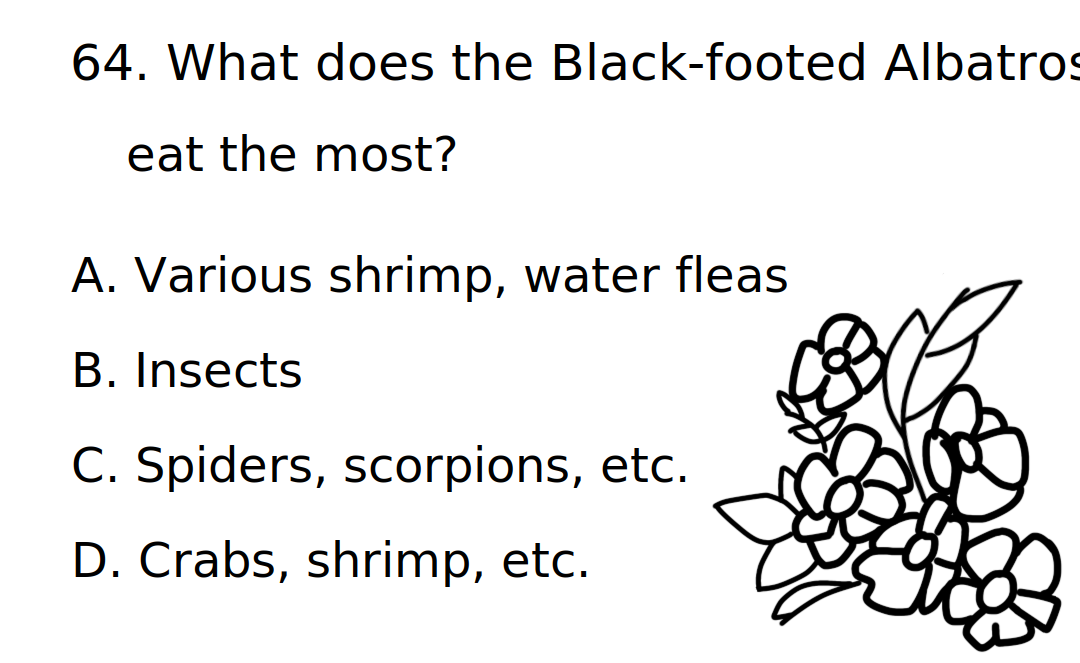 64. What does the Black-footed Albatros
eat the most?
A. Various shrimp, water fleas
B. Insects
C. Spiders, scorpions, etc.
D. Crabs, shrimp, etc.